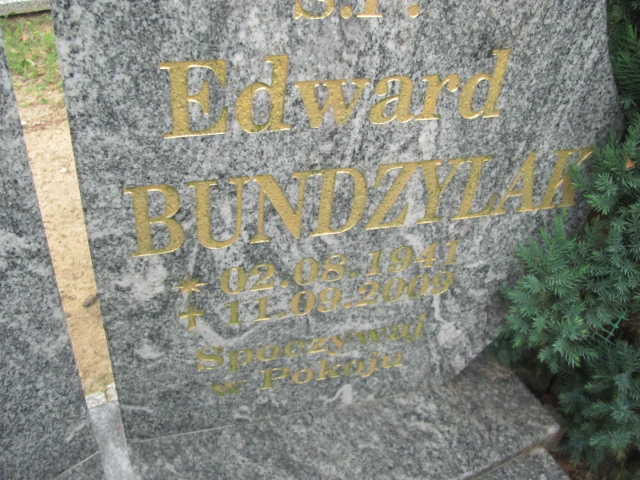 Ś.P.
Edward
BUNDZYLAK
* 02.08.1941
† 11.09.2009
Spoczywaj
w Pokoju